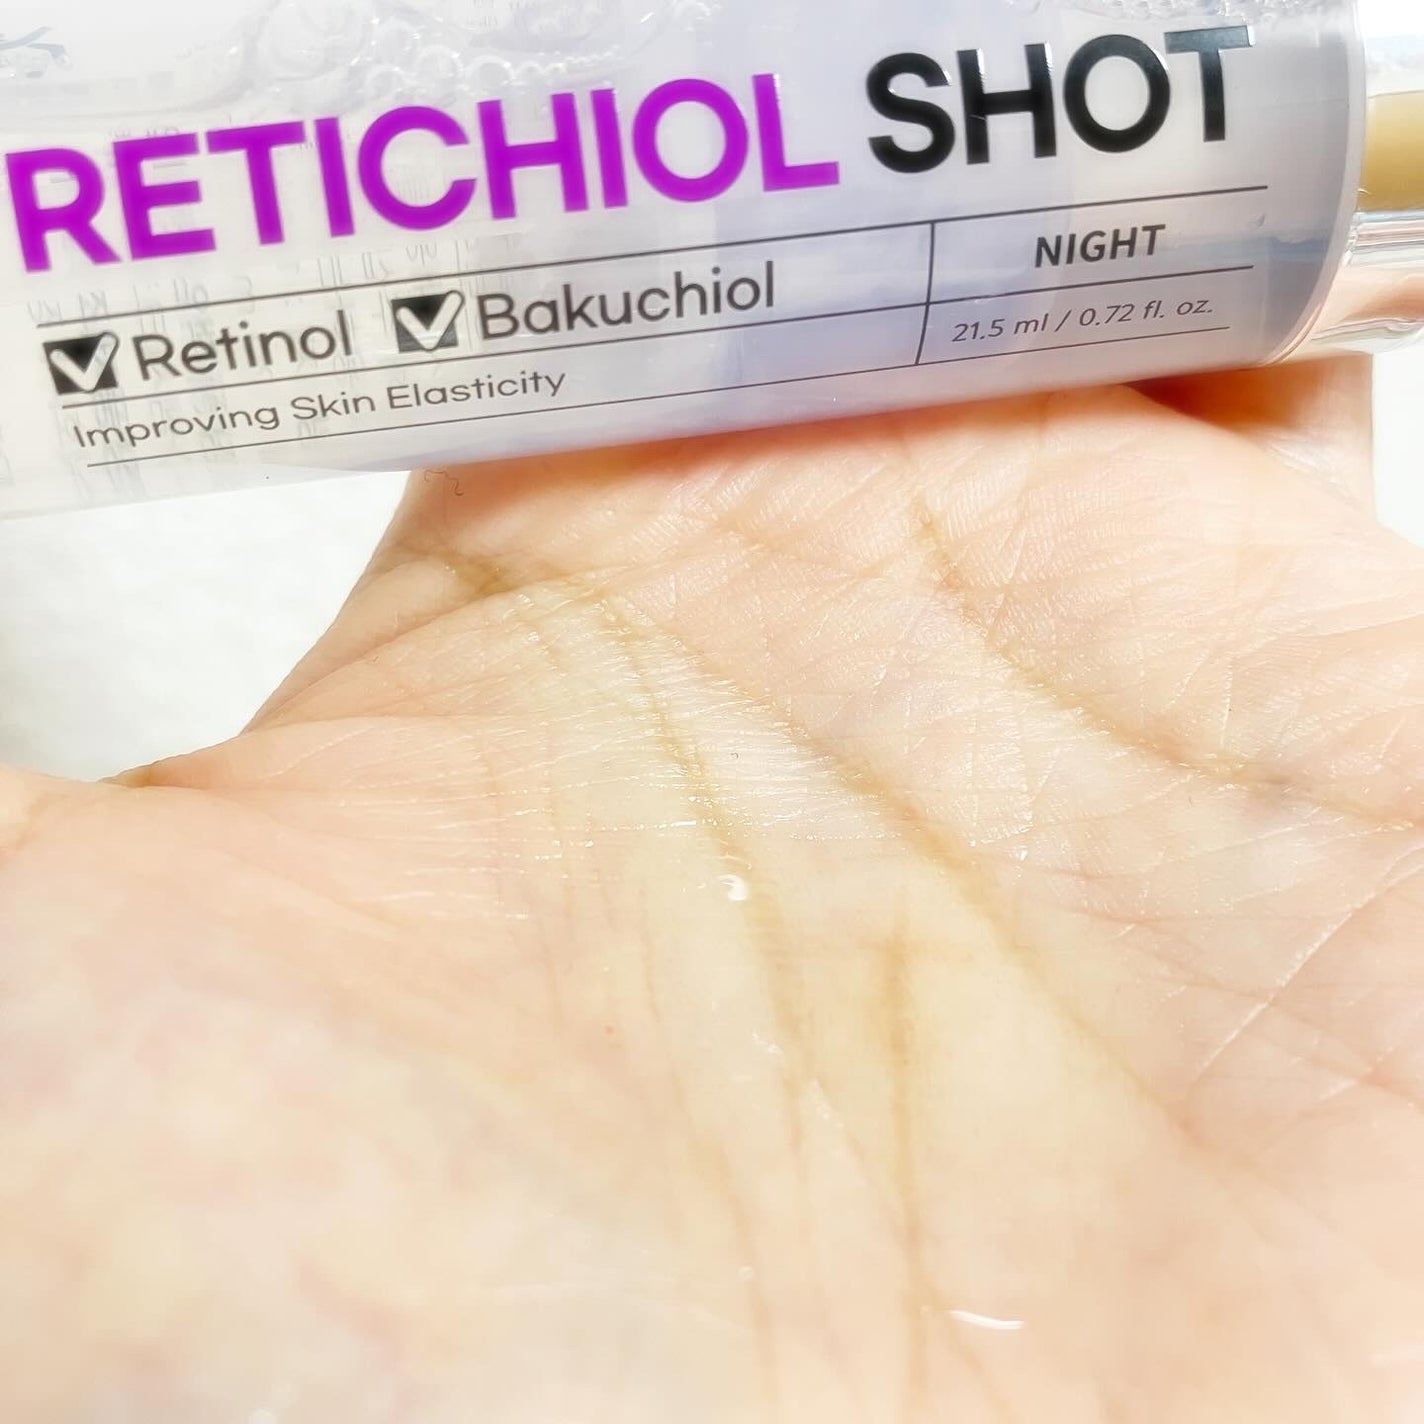 RETICHIOL SHOT
Retinol Bakuchiol
NIGHT
Improving Skin Elasticity
21.5 ml / 0.72 fl. oz.